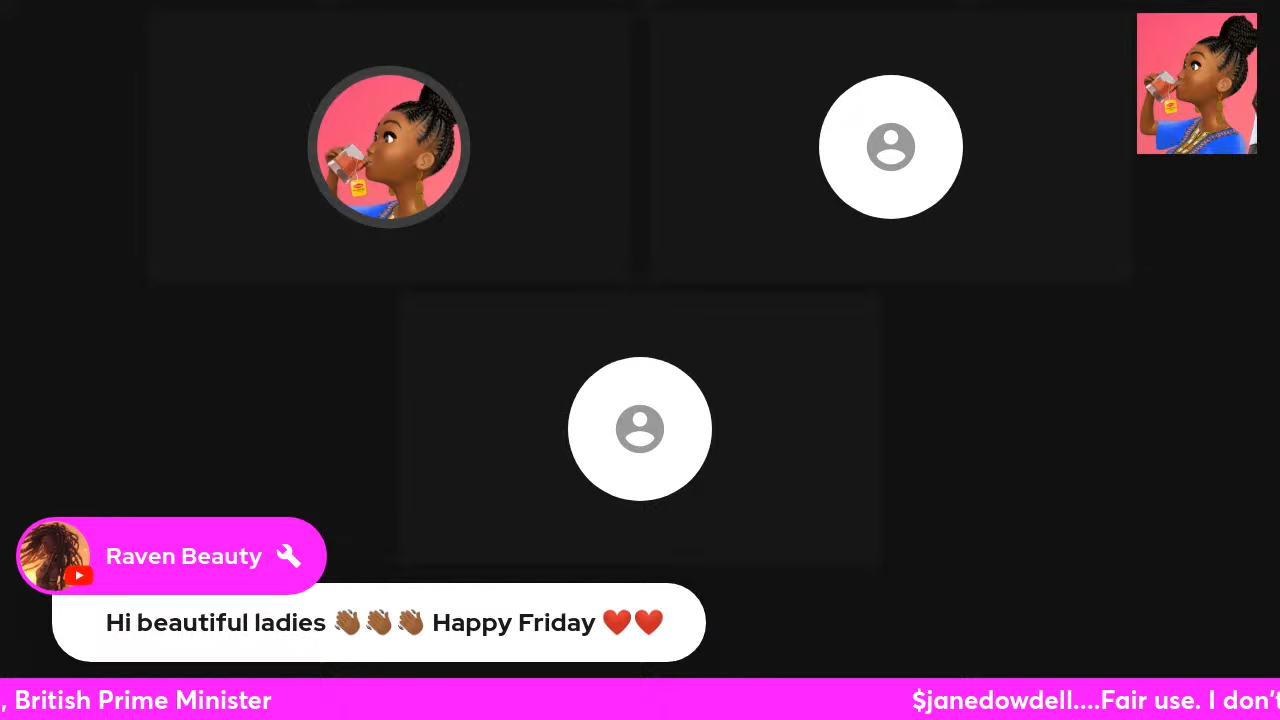 Raven Beauty
Hi beautiful ladies 👋🏾👋🏾👋🏾 Happy Friday ❤️❤️
, British Prime Minister $janedowdell....Fair use. I don't